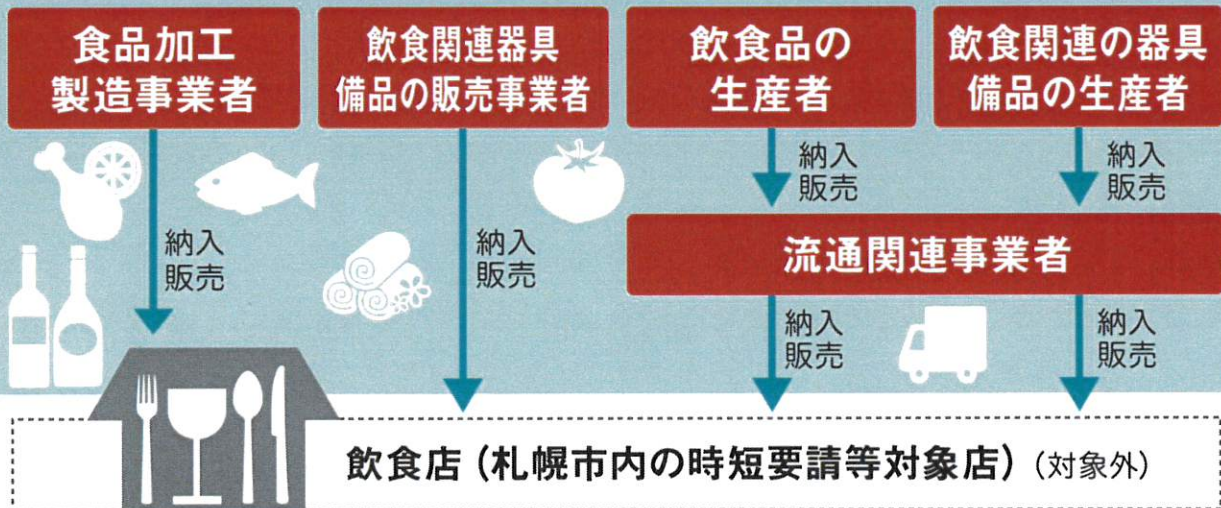 食品加工
製造事業者
飲食関連器具
備品の販売事業者
飲食品の
生産者
飲食関連の器具
備品の生産者
納入
販売
納入
販売
流通関連事業者
納入
販売
納入
販売
納入
販売
納入
販売
飲食店（札幌市内の時短要請等対象店）（対象外）